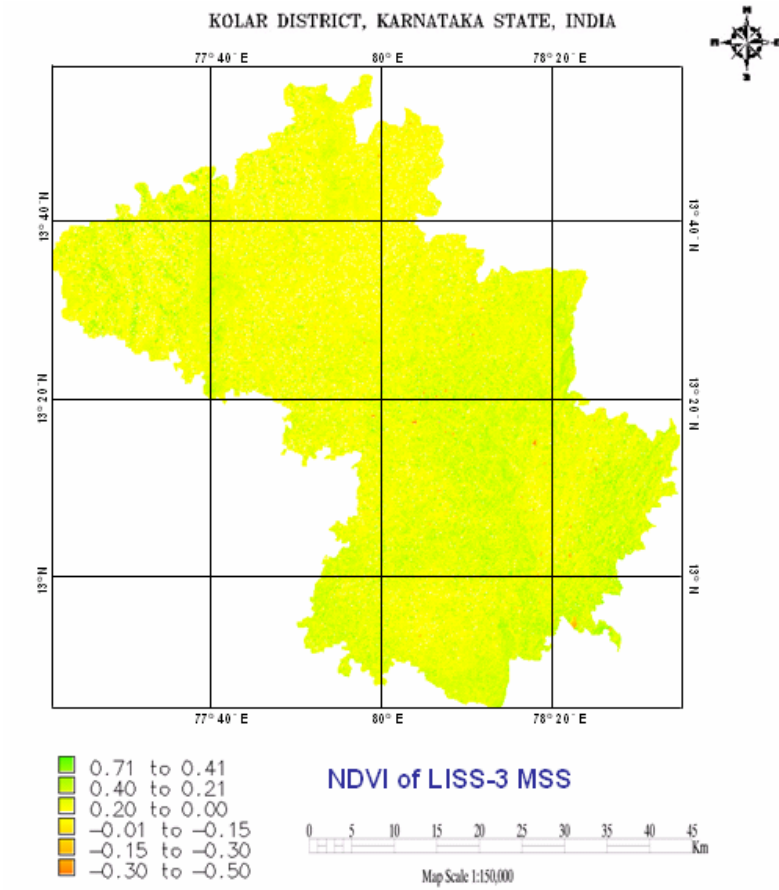 KOLAR DISTRICT, KARNATAKA STATE, INDIA
N
77°40´E 80°E 78°20´E
13°40´N 13°40´N
13°20´N 13°20´N
13°N 13°N
77°40´E 80°E 78°20´E
0.71 to 0.41
0.40 to 0.21
0.20 to 0.00
-0.01 to -0.15
-0.15 to -0.30
-0.30 to -0.50
NDVI of LISS-3 MSS
0 5 10 15 20 25 30 35 40 45
Km
Map Scale 1:150,000